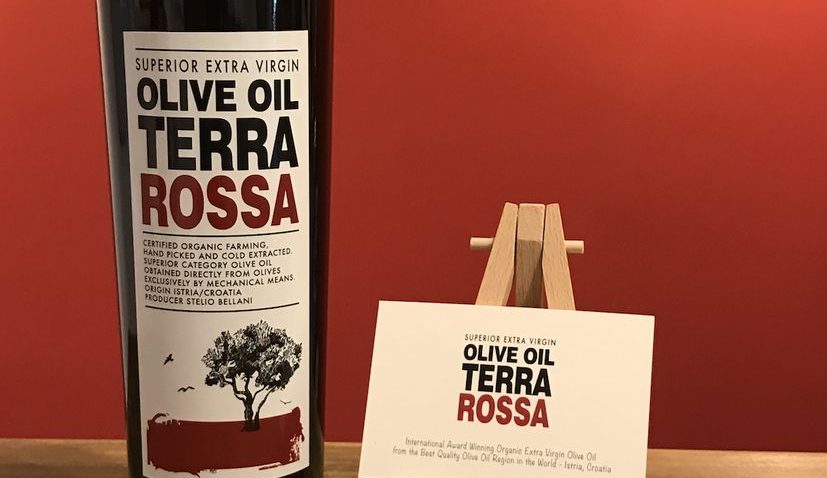 SUPERIOR EXTRA VIRGIN
OLIVE OIL
TERRA
ROSSA
CERTIFIED ORGANIC FARMING,
HAND PICKED AND COLD EXTRACTED.
SUPERIOR CATEGORY OLIVE OIL
OBTAINED DIRECTLY FROM OLIVES
EXCLUSIVELY BY MECHANICAL MEANS.
ORIGIN ISTRIA/CROATIA
PRODUCER STELIO BELLANI
SUPERIOR EXTRA VIRGIN
OLIVE OIL
TERRA
ROSSA
International Award Winning Organic Extra Virgin Olive Oil
from the Best Quality Olive Oil Region in the World - Istria, Croatia